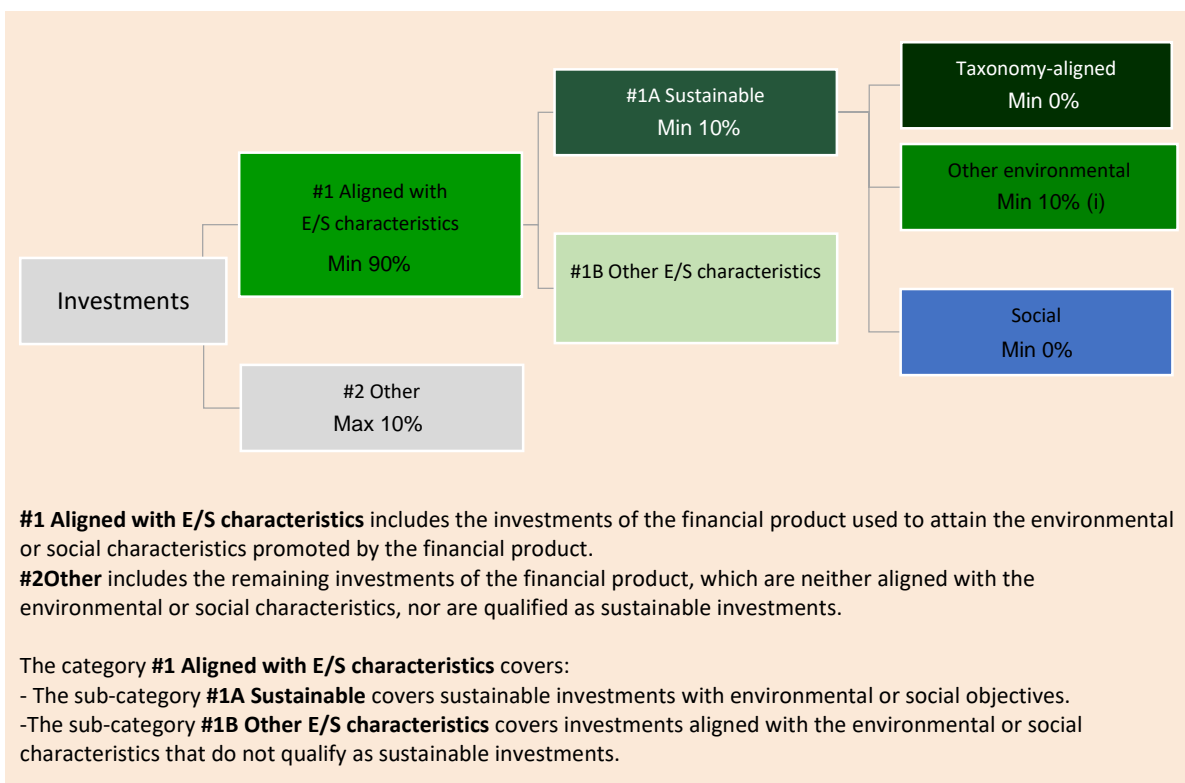 Investments
#1 Aligned with
E/S characteristics
Min 90%
#2 Other
Max 10%
#1A Sustainable
Min 10%
#1B Other E/S characteristics
Taxonomy-aligned
Min 0%
Other environmental
Min 10% (i)
Social
Min 0%
#1 Aligned with E/S characteristics includes the investments of the financial product used to attain the environmental
or social characteristics promoted by the financial product.
#2Other includes the remaining investments of the financial product, which are neither aligned with the
environmental or social characteristics, nor are qualified as sustainable investments.
The category #1 Aligned with E/S characteristics covers:
- The sub-category #1A Sustainable covers sustainable investments with environmental or social objectives.
-The sub-category #1B Other E/S characteristics covers investments aligned with the environmental or social
characteristics that do not qualify as sustainable investments.